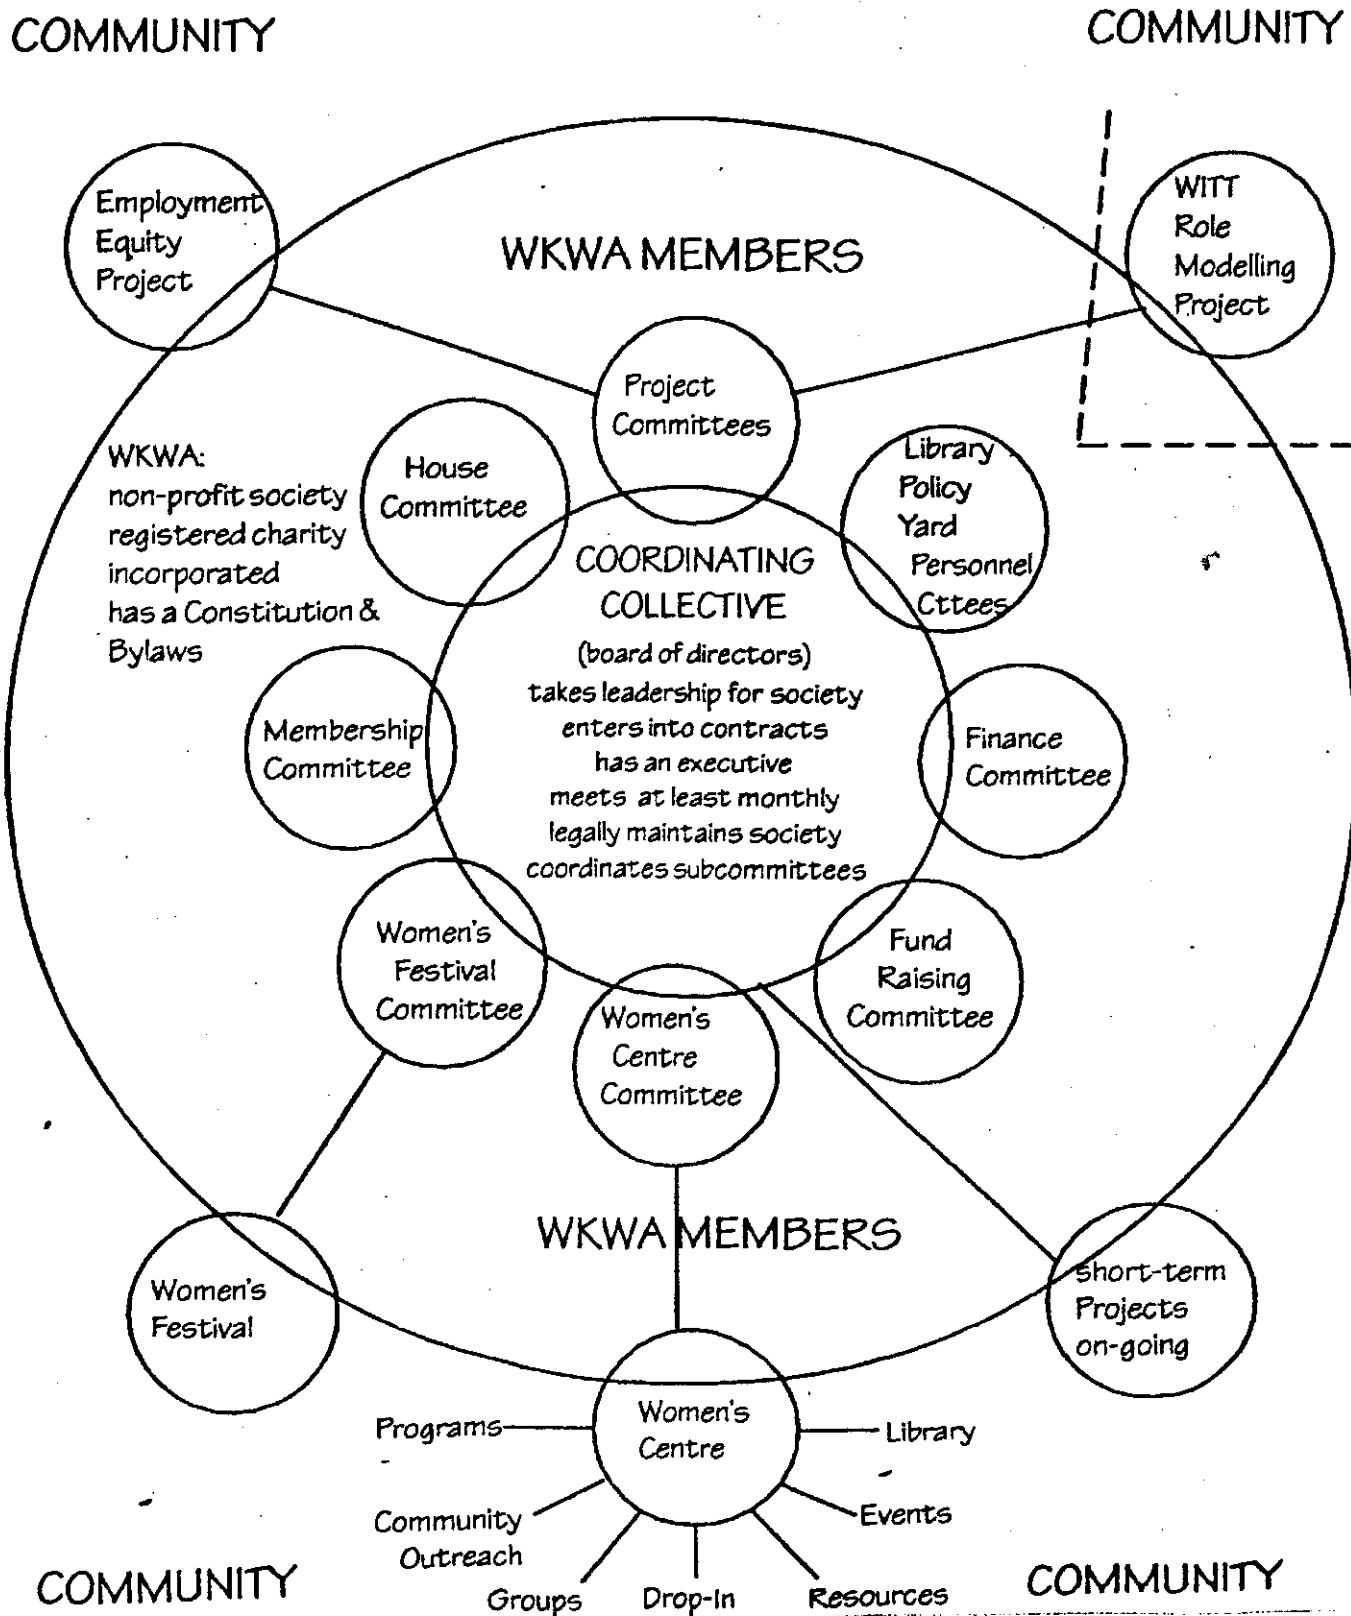 COMMUNITY
COMMUNITY
Employment
Equity
Project
WITT
Role
Modelling
Project
WKWA MEMBERS
Project
Committees
WKWA:
non-profit society
registered charity
incorporated
has a Constitution &
Bylaws
House
Committee
Library
Policy
Yard
Personnel
Cttees
COORDINATING
COLLECTIVE
(board of directors)
takes leadership for society
enters into contracts
has an executive
meets at least monthly
legally maintains society
coordinates subcommittees
Membership
Committee
Finance
Committee
Women's
Festival
Committee
Fund
Raising
Committee
Women's
Centre
Committee
WKWA MEMBERS
Women's
Festival
short-term
Projects
on-going
Women's
Centre
Programs
Library
Community
Outreach
Events
Groups
Drop-In
Resources
COMMUNITY
COMMUNITY